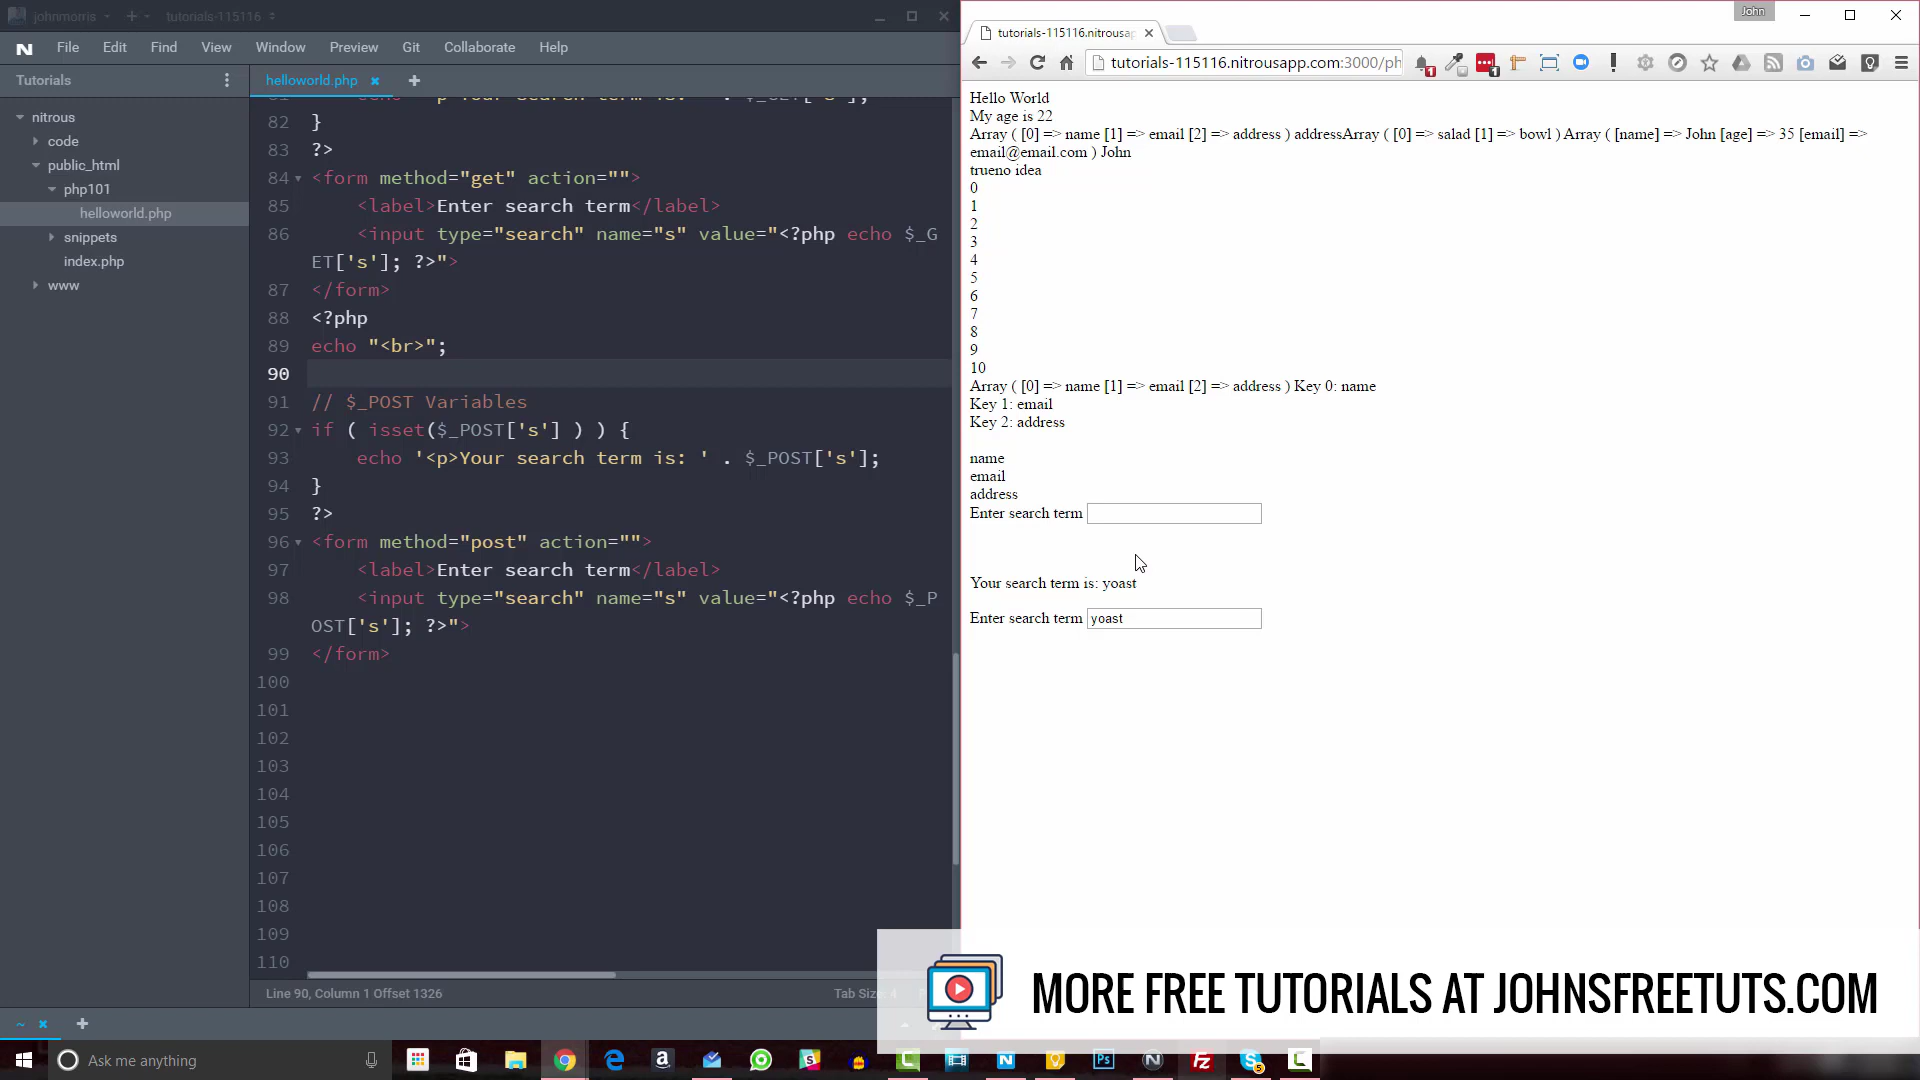 johnmorris
tutorials-115116
File Edit Find View Window Preview Git Collaborate Help
Tutorials
helloworld.php
nitrous
code
public_html
php101
helloworld.php
snippets
index.php
www
82 }
83 ?>
84 <form method="get" action="">
85 <label>Enter search term</label>
86 <input type="search" name="s" value="<?php echo $_G
ET['s']; ?>">
87 </form>
88 <?php
89 echo "<br>";
90
91 // $_POST Variables
92 if ( isset($_POST['s'] ) ) {
93 echo '<p>Your search term is: ' . $_POST['s'];
94 }
95 ?>
96 <form method="post" action="">
97 <label>Enter search term</label>
98 <input type="search" name="s" value="<?php echo $_P
OST['s']; ?>">
99 </form>
100
101
102
103
104
105
106
107
108
109
110
Line 90, Column 1 Offset 1326
Tab Size: 4
~
John
tutorials-115116.nitrousa
tutorials-115116.nitrousapp.com:3000/ph
Hello World
My age is 22
Array ( [0] => name [1] => email [2] => address ) addressArray ( [0] => salad [1] => bowl ) Array ( [name] => John [age] => 35 [email] =>
email@email.com ) John
trueno idea
0
1
2
3
4
5
6
7
8
9
10
Array ( [0] => name [1] => email [2] => address ) Key 0: name
Key 1: email
Key 2: address
name
email
address
Enter search term
Your search term is: yoast
Enter search term yoast
MORE FREE TUTORIALS AT JOHNSFREETUTS.COM
Ask me anything